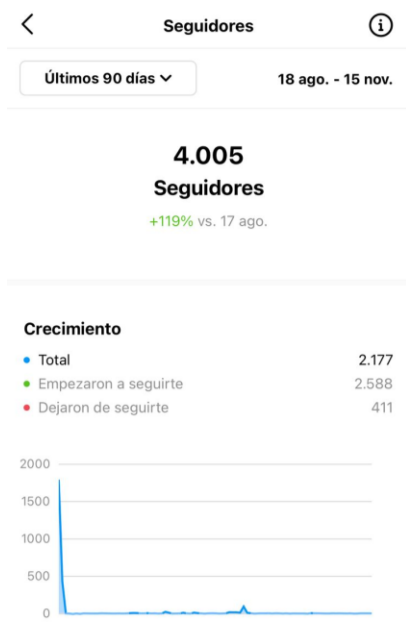 Seguidores
Últimos 90 días
18 ago. - 15 nov.
4.005
Seguidores
+119% vs. 17 ago.
Crecimiento
Total 2.177
Empezaron a seguirte 2.588
Dejaron de seguirte 411
2000
1500
1000
500
0